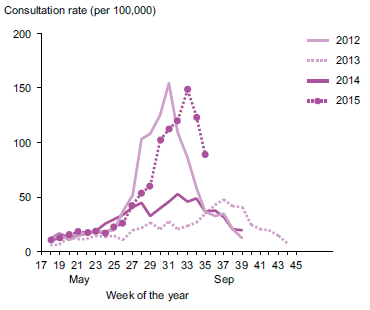 Consultation rate (per 100,000)
200
2012
2013
150
2014
2015
100
50
0
17 19 21 23 25 27 29 31 33 35 37 39 41 43 45
May Sep
Week of the year